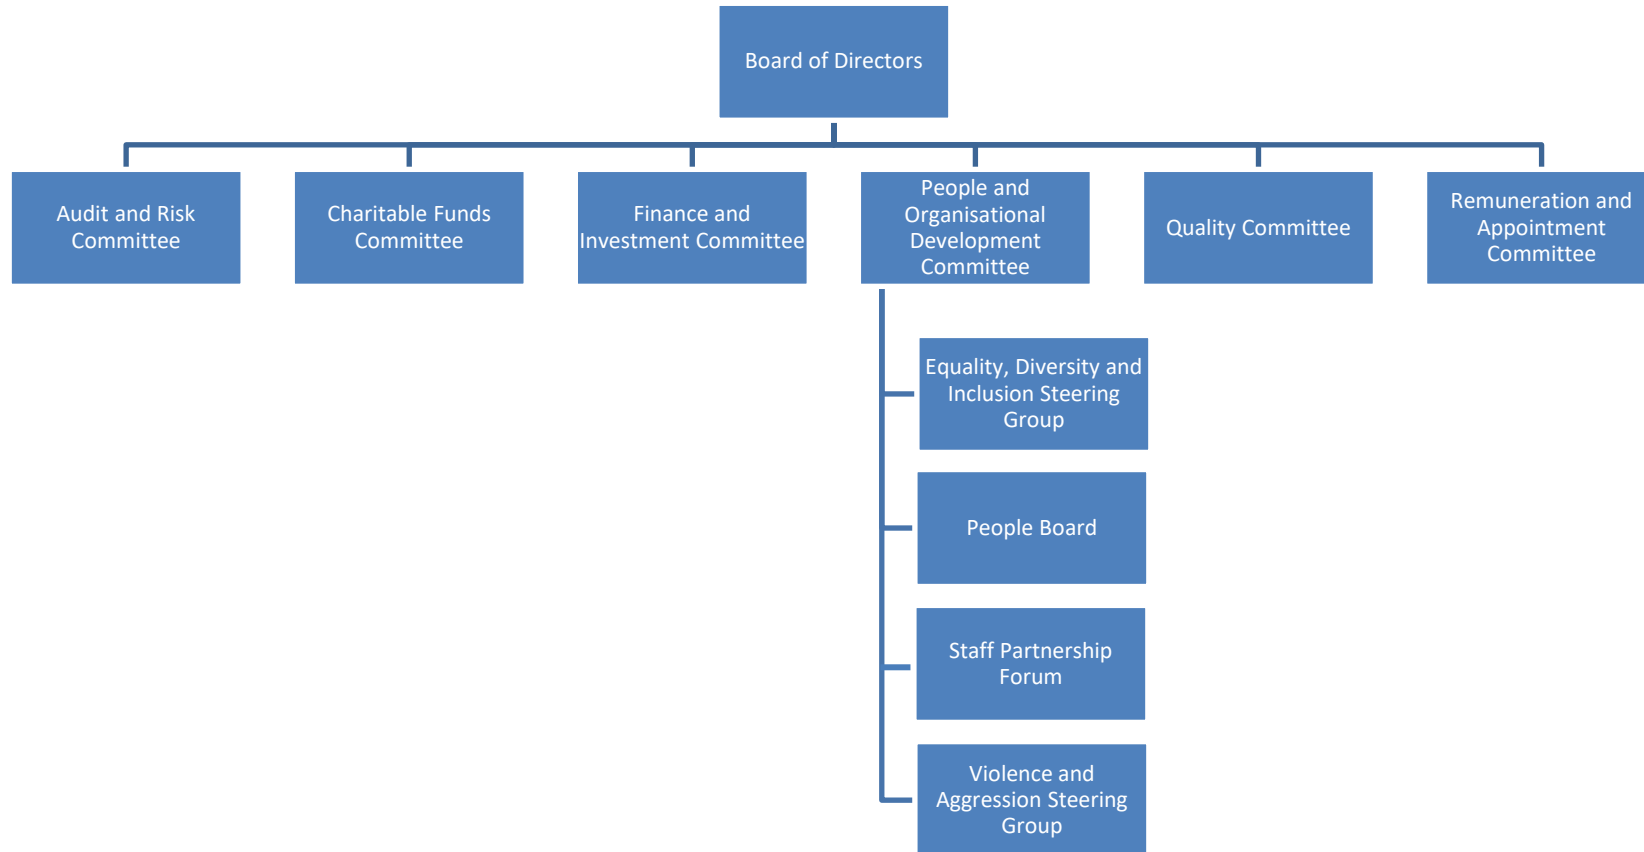 Board of Directors
Audit and Risk
Committee
Charitable Funds
Committee
Finance and
Investment Committee
People and
Organisational
Development
Committee
Quality Committee
Remuneration and
Appointment
Committee
Equality, Diversity and
Inclusion Steering
Group
People Board
Staff Partnership
Forum
Violence and
Aggression Steering
Group